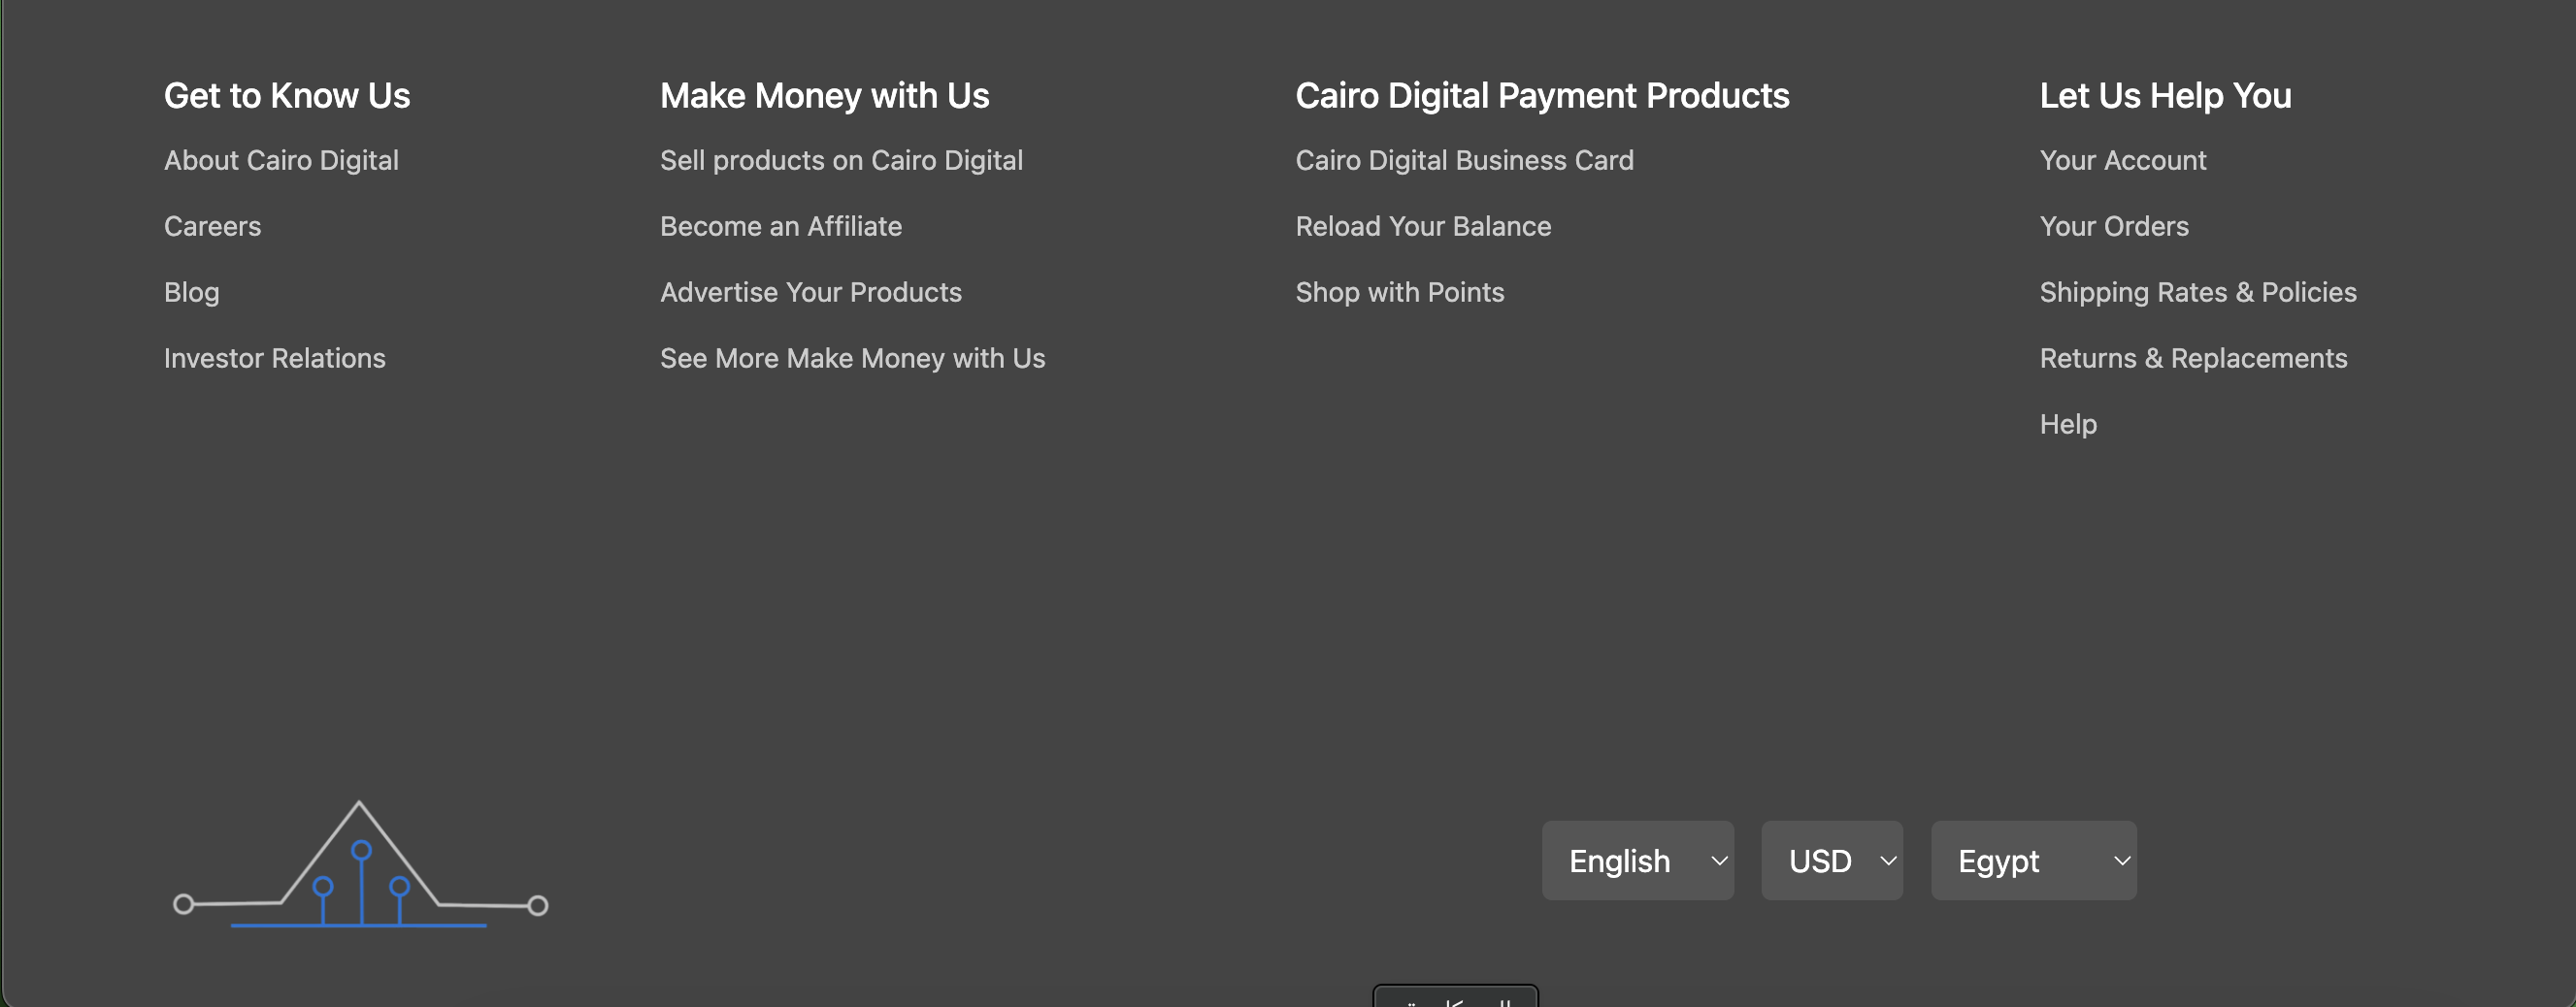 Get to Know Us
About Cairo Digital
Careers
Blog
Investor Relations
Make Money with Us
Sell products on Cairo Digital
Become an Affiliate
Advertise Your Products
See More Make Money with Us
Cairo Digital Payment Products
Cairo Digital Business Card
Reload Your Balance
Shop with Points
Let Us Help You
Your Account
Your Orders
Shipping Rates & Policies
Returns & Replacements
Help
English
USD
Egypt